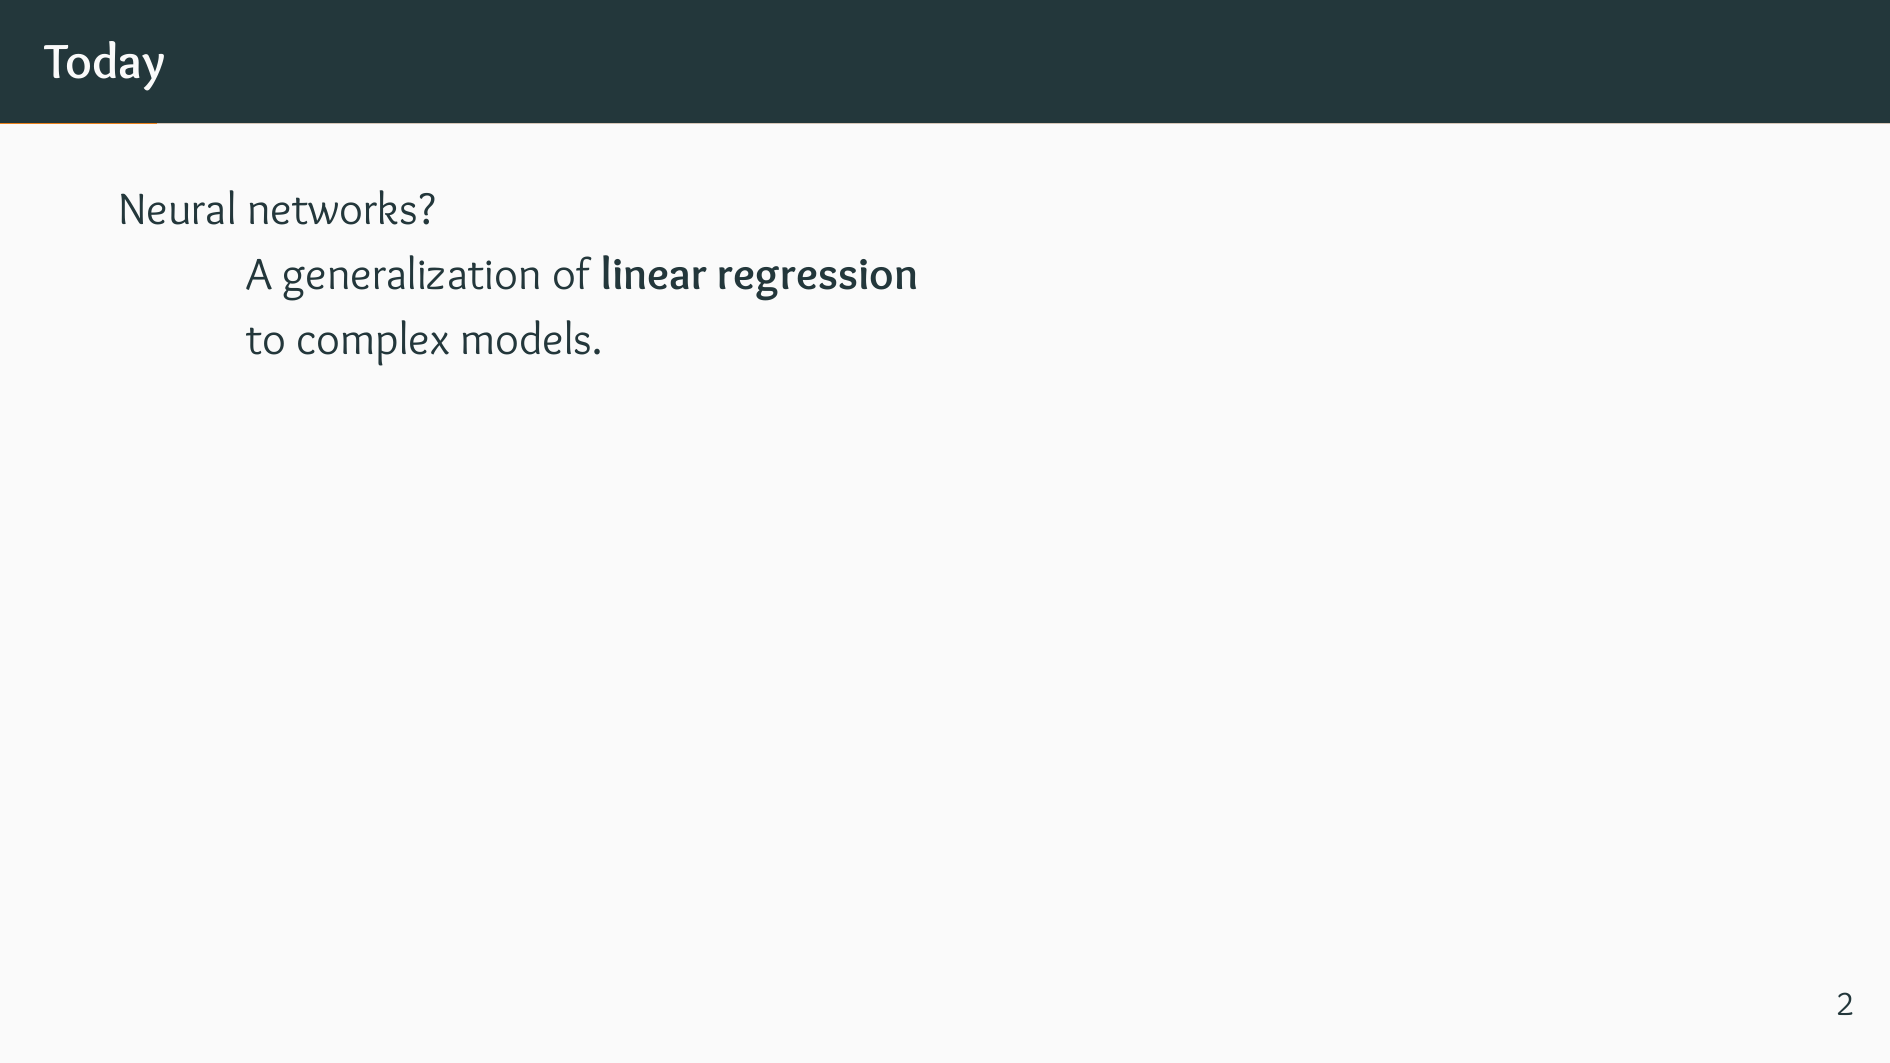 Today
Neural networks?
A generalization of linear regression
to complex models.
2